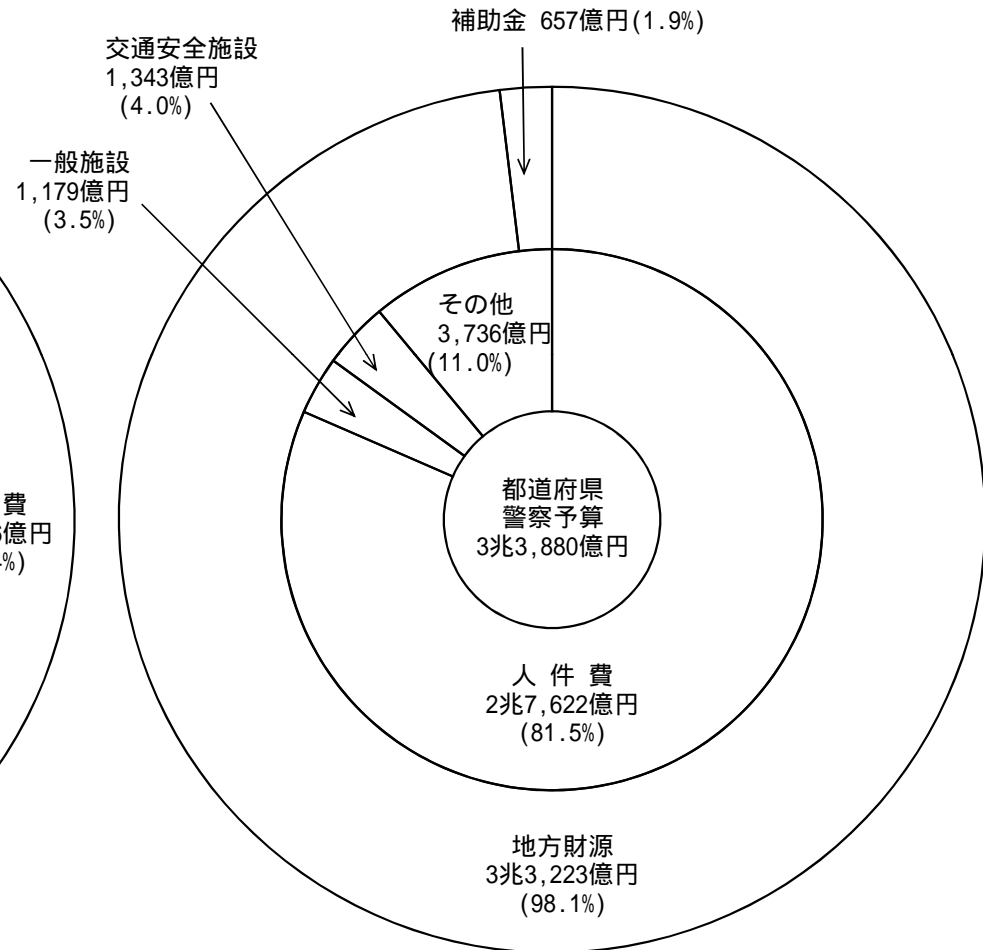 補助金 657億円(1.9%)
交通安全施設
1,343億円
(4.0%)
一般施設
1,179億円
(3.5%)
その他
3,736億円
(11.0%)
都道府県
警察予算
3兆3,880億円
費
億円
%)
人 件 費
2兆7,622億円
(81.5%)
地方財源
3兆3,223億円
(98.1%)